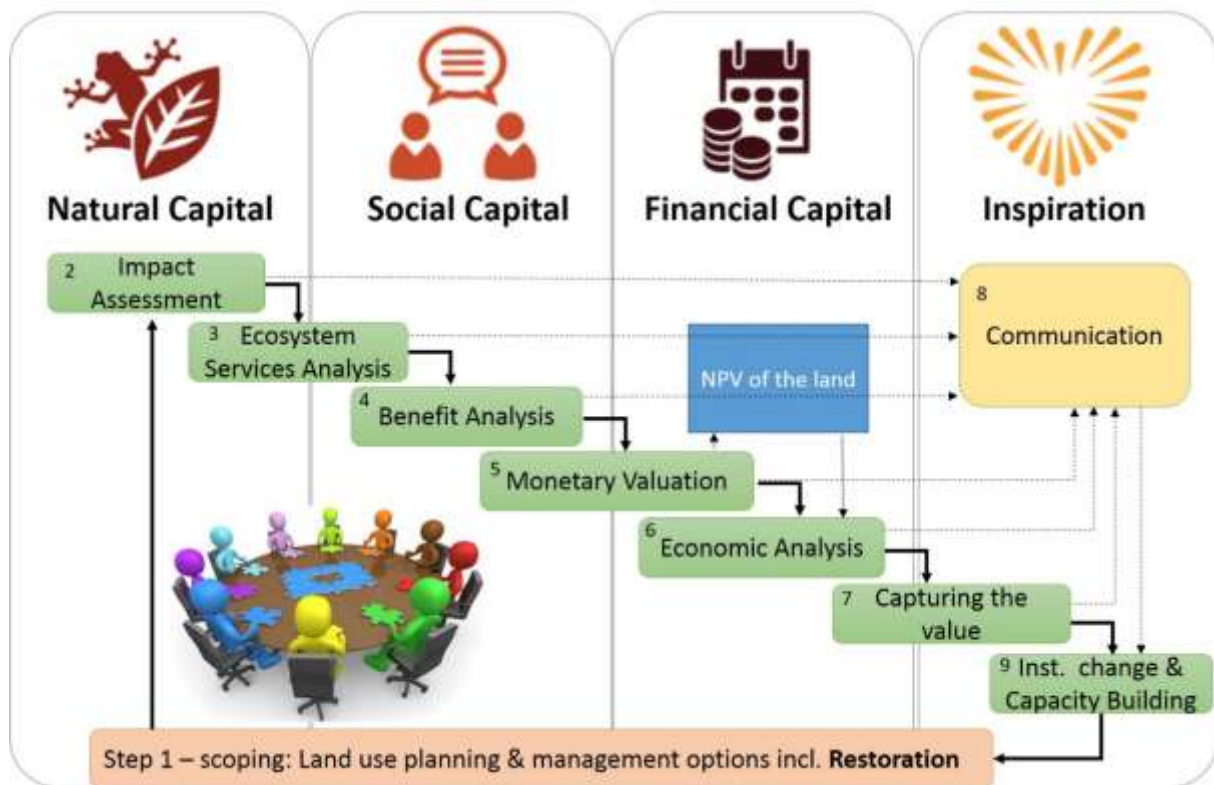 Natural Capital
Social Capital
Financial Capital
Inspiration
2 Impact
Assessment
3 Ecosystem
Services Analysis
4 Benefit Analysis
5 Monetary Valuation
NPV of the land
6 Economic Analysis
7 Capturing the
value
8
Communication
9 Inst. change &
Capacity Building
Step 1 – scoping: Land use planning & management options incl. Restoration